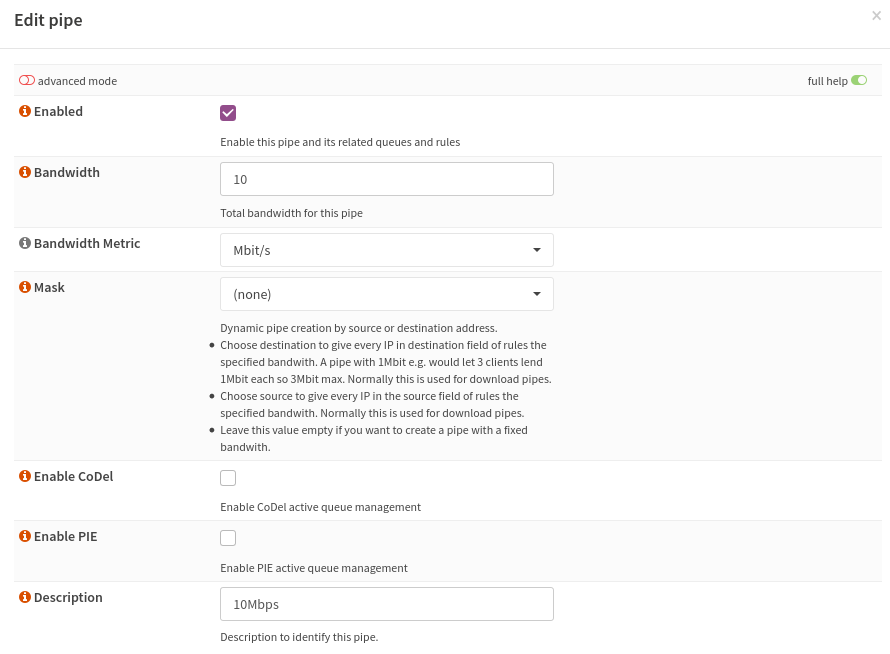 Edit pipe
×
advanced mode
full help
Enabled
Enable this pipe and its related queues and rules
Bandwidth
10
Total bandwidth for this pipe
Bandwidth Metric
Mbit/s
Mask
(none)
Dynamic pipe creation by source or destination address.
Choose destination to give every IP in destination field of rules the
specified bandwith. A pipe with 1Mbit e.g. would let 3 clients lend
1Mbit each so 3Mbit max. Normally this is used for download pipes.
Choose source to give every IP in the source field of rules the
specified bandwith. Normally this is used for download pipes.
Leave this value empty if you want to create a pipe with a fixed
bandwith.
Enable CoDel
Enable CoDel active queue management
Enable PIE
Enable PIE active queue management
Description
10Mbps
Description to identify this pipe.